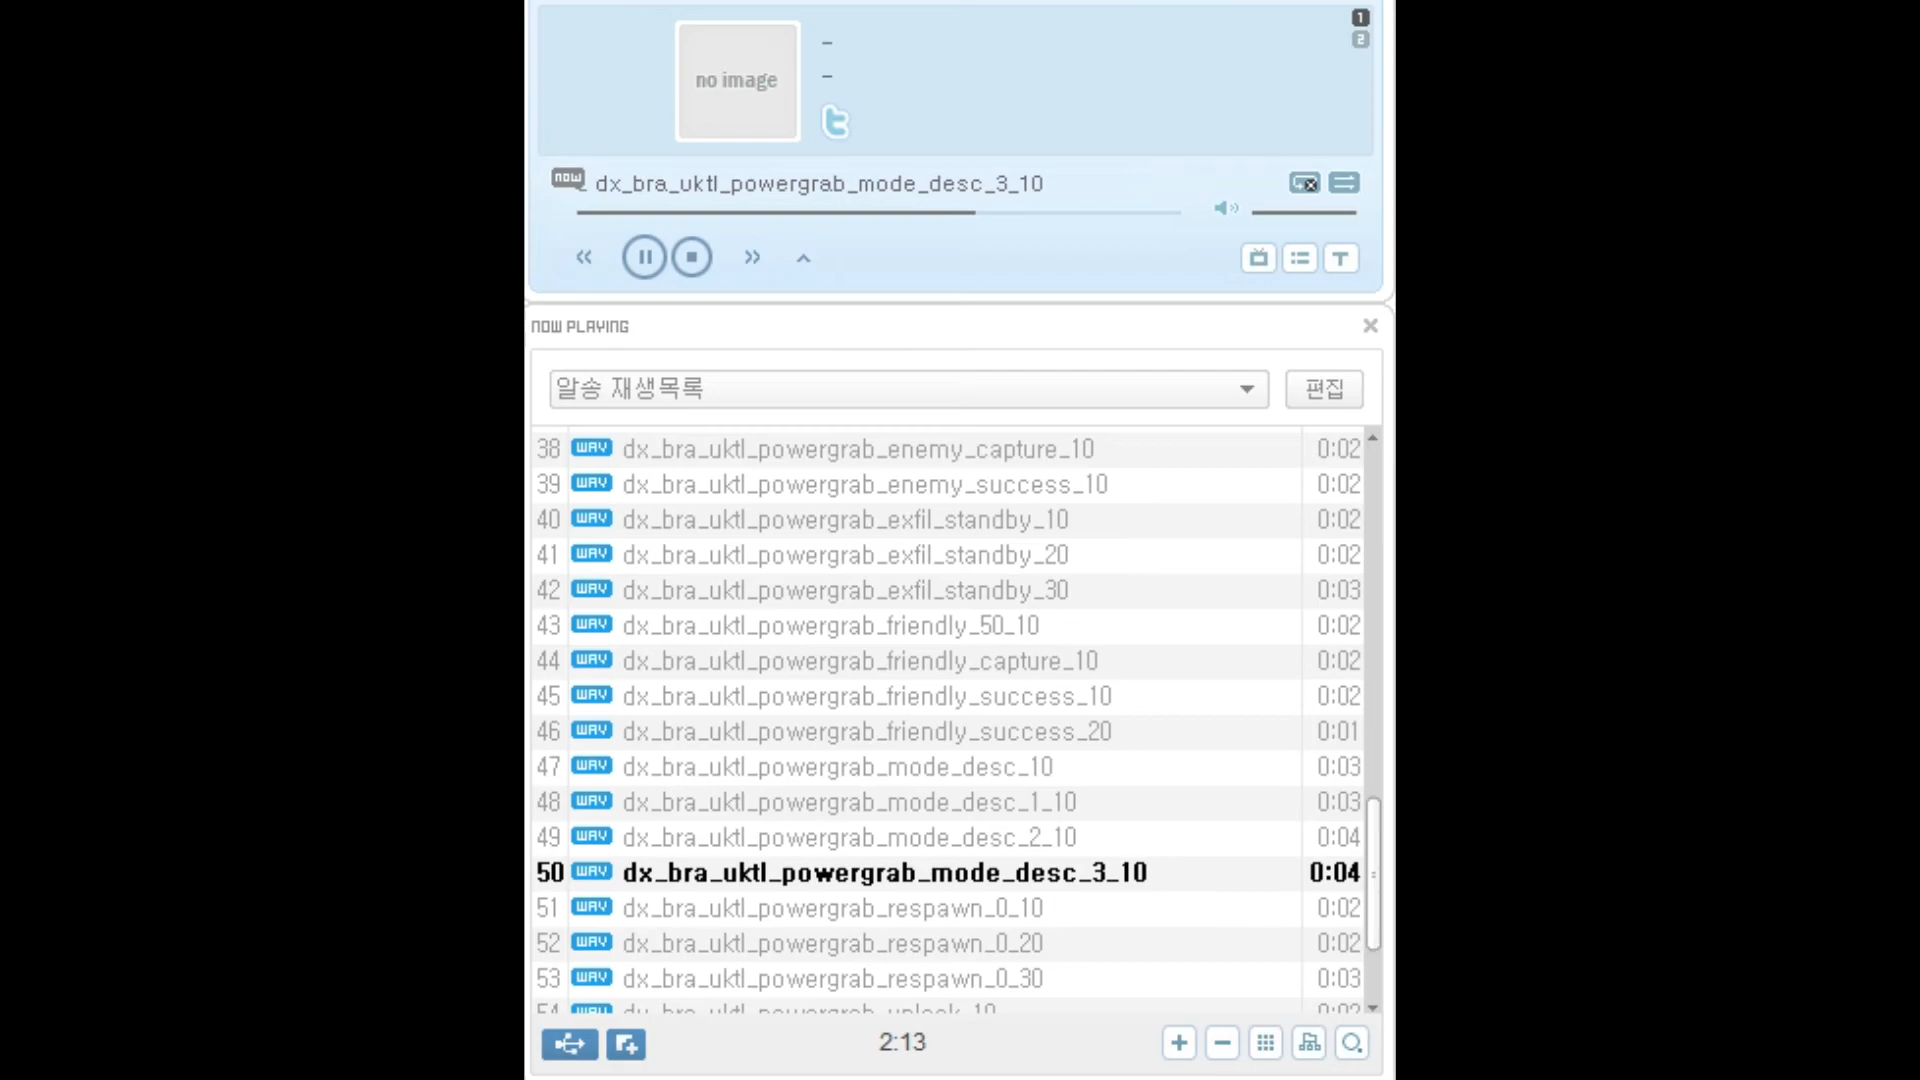 1
2
no image
-
-
now dx_bra_uktl_powergrab_mode_desc_3_10
NOW PLAYING
알송 재생목록 편집
38 WAV dx_bra_uktl_powergrab_enemy_capture_10 0:02
39 WAV dx_bra_uktl_powergrab_enemy_success_10 0:02
40 WAV dx_bra_uktl_powergrab_exfil_standby_10 0:02
41 WAV dx_bra_uktl_powergrab_exfil_standby_20 0:02
42 WAV dx_bra_uktl_powergrab_exfil_standby_30 0:03
43 WAV dx_bra_uktl_powergrab_friendly_50_10 0:02
44 WAV dx_bra_uktl_powergrab_friendly_capture_10 0:02
45 WAV dx_bra_uktl_powergrab_friendly_success_10 0:02
46 WAV dx_bra_uktl_powergrab_friendly_success_20 0:01
47 WAV dx_bra_uktl_powergrab_mode_desc_10 0:03
48 WAV dx_bra_uktl_powergrab_mode_desc_1_10 0:03
49 WAV dx_bra_uktl_powergrab_mode_desc_2_10 0:04
50 WAV dx_bra_uktl_powergrab_mode_desc_3_10 0:04
51 WAV dx_bra_uktl_powergrab_respawn_0_10 0:02
52 WAV dx_bra_uktl_powergrab_respawn_0_20 0:02
53 WAV dx_bra_uktl_powergrab_respawn_0_30 0:03
2:13